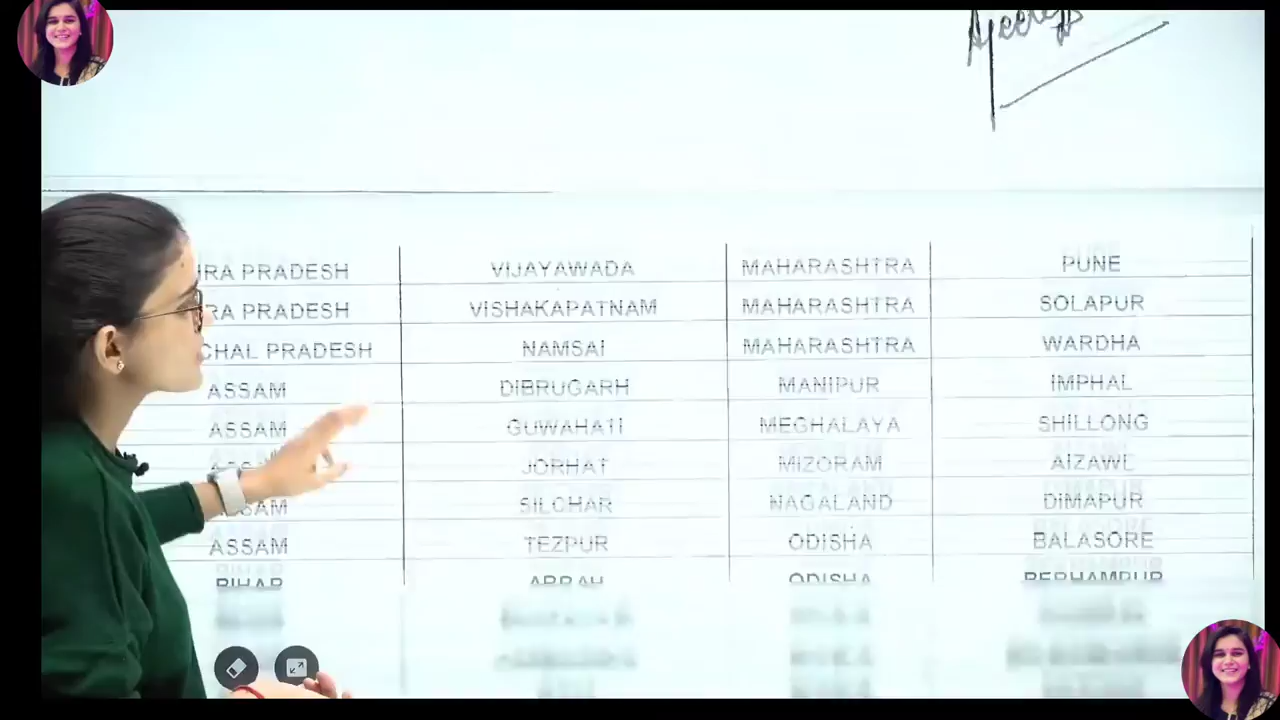 RA PRADESH VIJAYAWADA MAHARASHTRA PUNE
RA PRADESH VISHAKAPATNAM MAHARASHTRA SOLAPUR
CHAL PRADESH NAMSAI MAHARASHTRA WARDHA
ASSAM DIBRUGARH MANIPUR IMPHAL
ASSAM GUWAHATI MEGHALAYA SHILLONG
JORHAT MIZORAM AIZAWL
SAM SILCHAR NAGALAND DIMAPUR
ASSAM TEZPUR ODISHA BALASORE
BIHAR ARRAH ODISHA BERHAMPUR